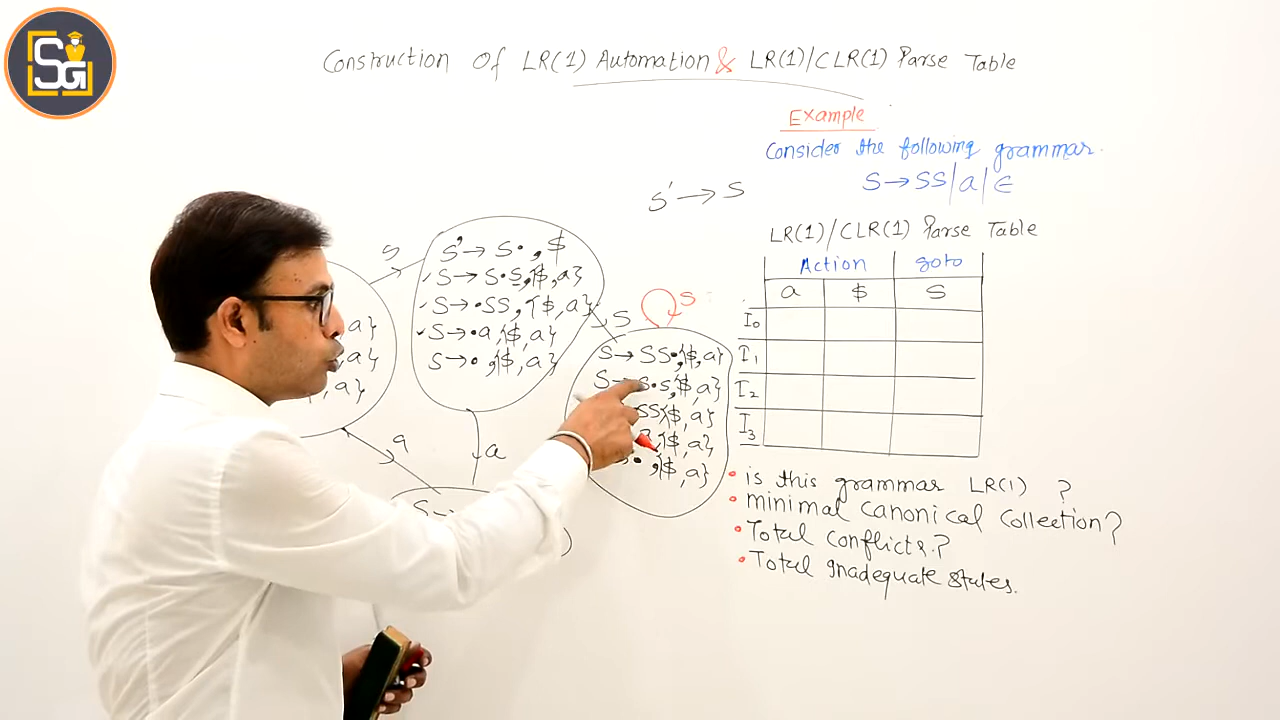 SG
Construction Of LR(1) Automation & LR(1)/CLR(1) Parse Table
Example
Consider the following grammar.
S→SS|a|∈
S'→S
LR(1)/CLR(1) Parse Table
Action goto
a $ S
I0
I1
I2
I3
a}
,a}
,a}
S
S'→S•,$
S→S•S,{$,a}
S→•SS,{$,a}
S→•a,{$,a}
S→•,{$,a}
S
S
S→SS•,{$,a}
S→S•S,{$,a}
SS,{$,a}
,{$,a}
•,{$,a}
a
a
S→
• is this grammar LR(1) ?
• minimal canonical Collection?
• Total conflicts?
• Total inadequate states.